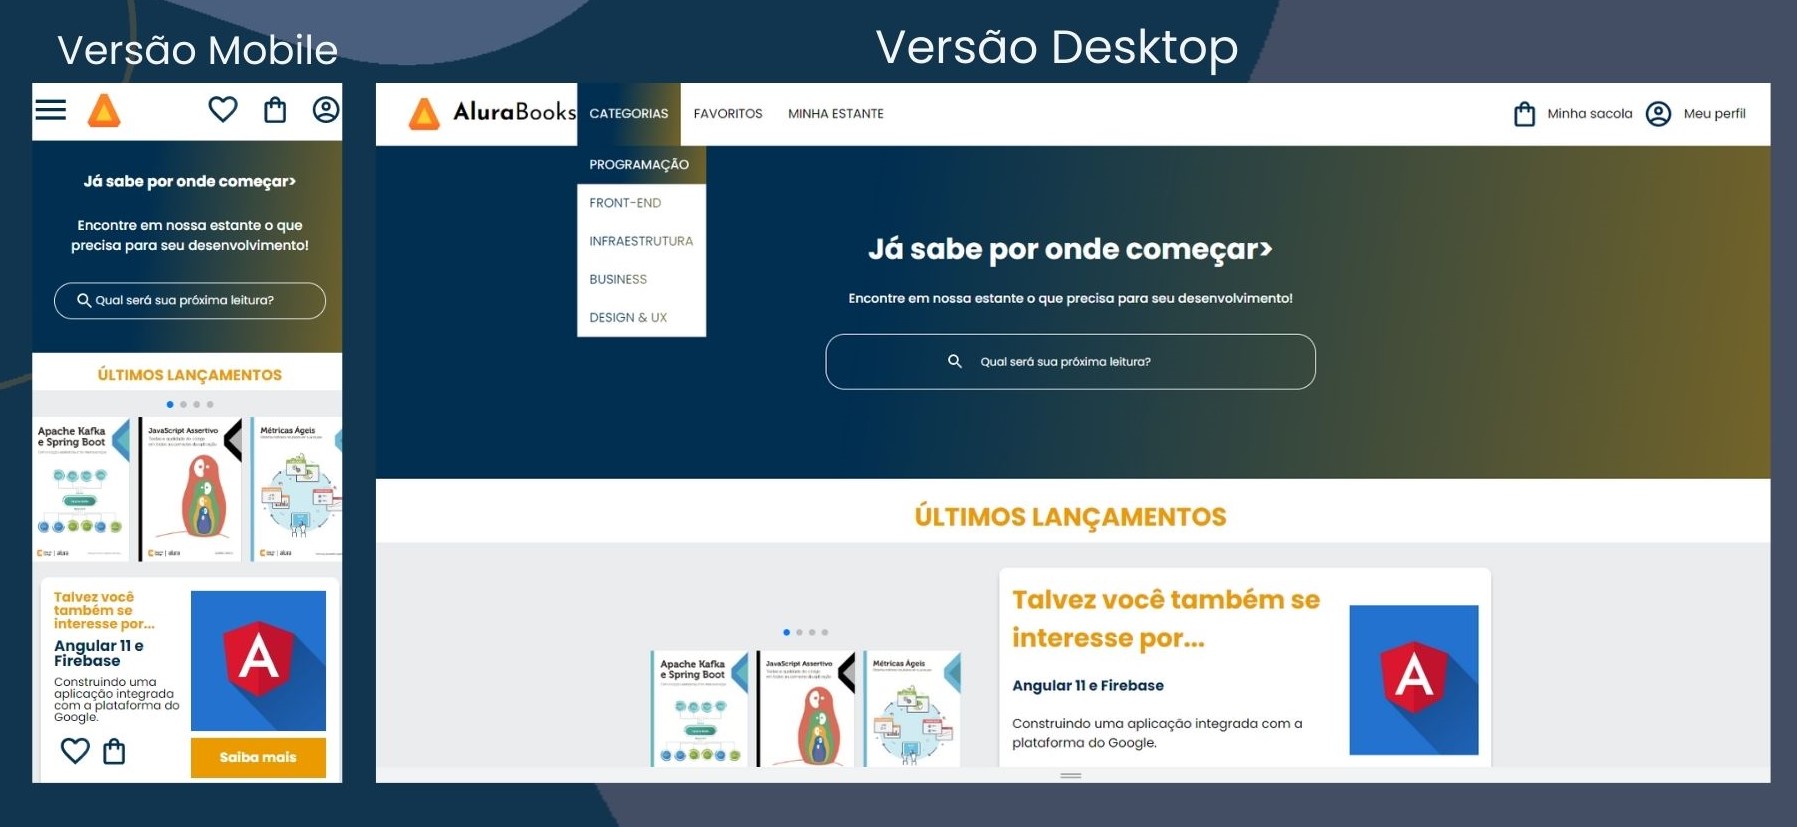 Versão Mobile
Já sabe por onde começar>
Encontre em nossa estante o que
precisa para seu desenvolvimento!
Qual será sua próxima leitura?
ÚLTIMOS LANÇAMENTOS
Apache Kafka
e Spring Boot
JavaScript Assertivo
Métricas Ágeis
Talvez você
também se
interesse por...
Angular 11 e
Firebase
Construindo uma
aplicação integrada
com a plataforma do
Google.
Saiba mais
Versão Desktop
AluraBooks
CATEGORIAS
FAVORITOS
MINHA ESTANTE
Minha sacola
Meu perfil
PROGRAMAÇÃO
FRONT-END
INFRAESTRUTURA
BUSINESS
DESIGN & UX
Já sabe por onde começar>
Encontre em nossa estante o que precisa para seu desenvolvimento!
Qual será sua próxima leitura?
ÚLTIMOS LANÇAMENTOS
Apache Kafka
e Spring Boot
JavaScript Assertivo
Métricas Ágeis
Talvez você também se
interesse por...
Angular 11 e Firebase
Construindo uma aplicação integrada com a
plataforma do Google.